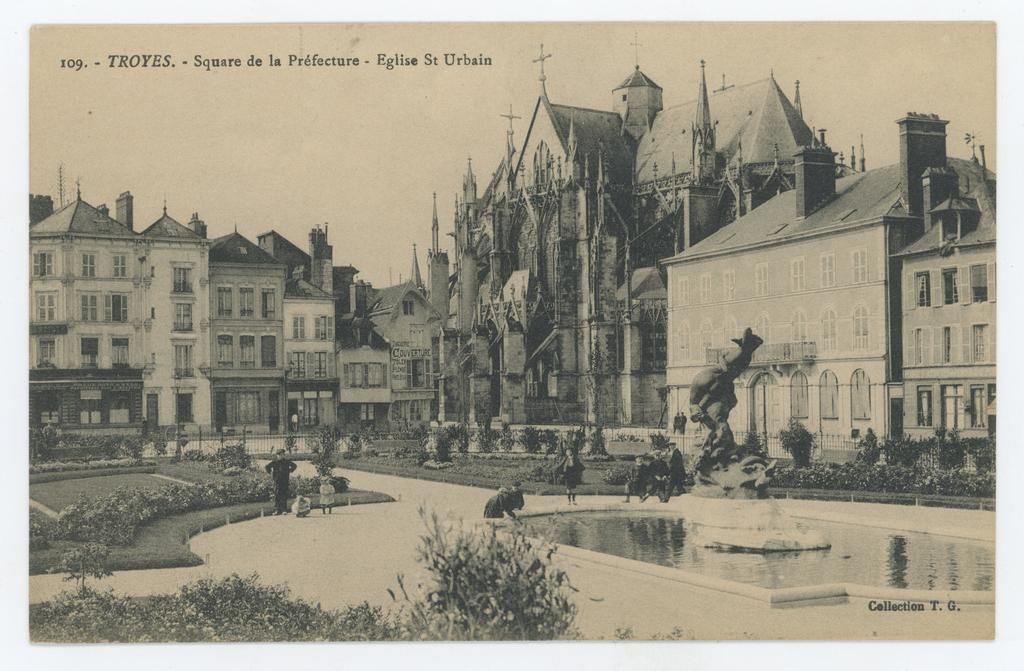 109. - TROYES. - Square de la Préfecture - Eglise St Urbain
COUVERTURE
Collection T. G.